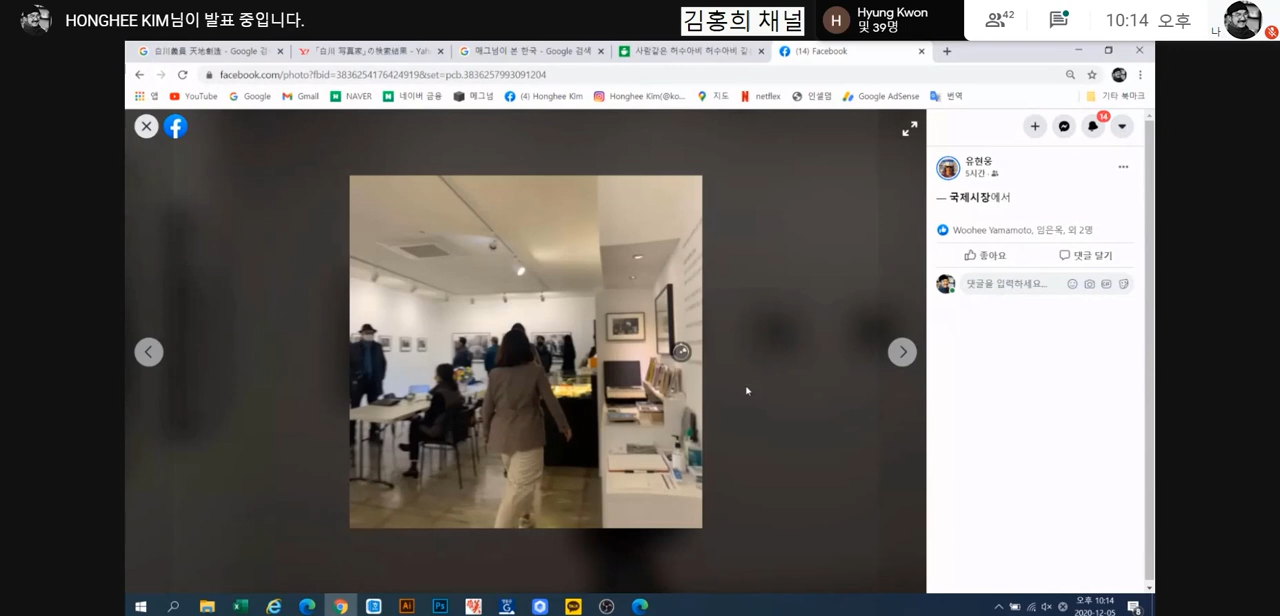 HONGHEE KIM님이 발표 중입니다.
김홍희 채널
H
Hyung Kwon
및 39명
42
10:14 오후
나
白川義員 天地創造 - Google 검
「白川 写真家」の検索結果 - Yah
매그넘이 본 한국 - Google 검색
사람같은 허수아비 허수아비 같
(14) Facebook
facebook.com/photo?fbid=3836254176424919&set=pcb.3836257993091204
앱
YouTube
Google
Gmail
NAVER
네이버 금융
매그넘
(4) Honghee Kim
Honghee Kim(@ko...
지도
netflex
인셀덤
Google AdSense
번역
기타 북마크
14
유현웅
5시간
— 국제시장에서
Woohee Yamamoto, 임은옥, 외 2명
좋아요
댓글 달기
댓글을 입력하세요...
GIF
Ai
Ps
오후 10:14
2020-12-05
8